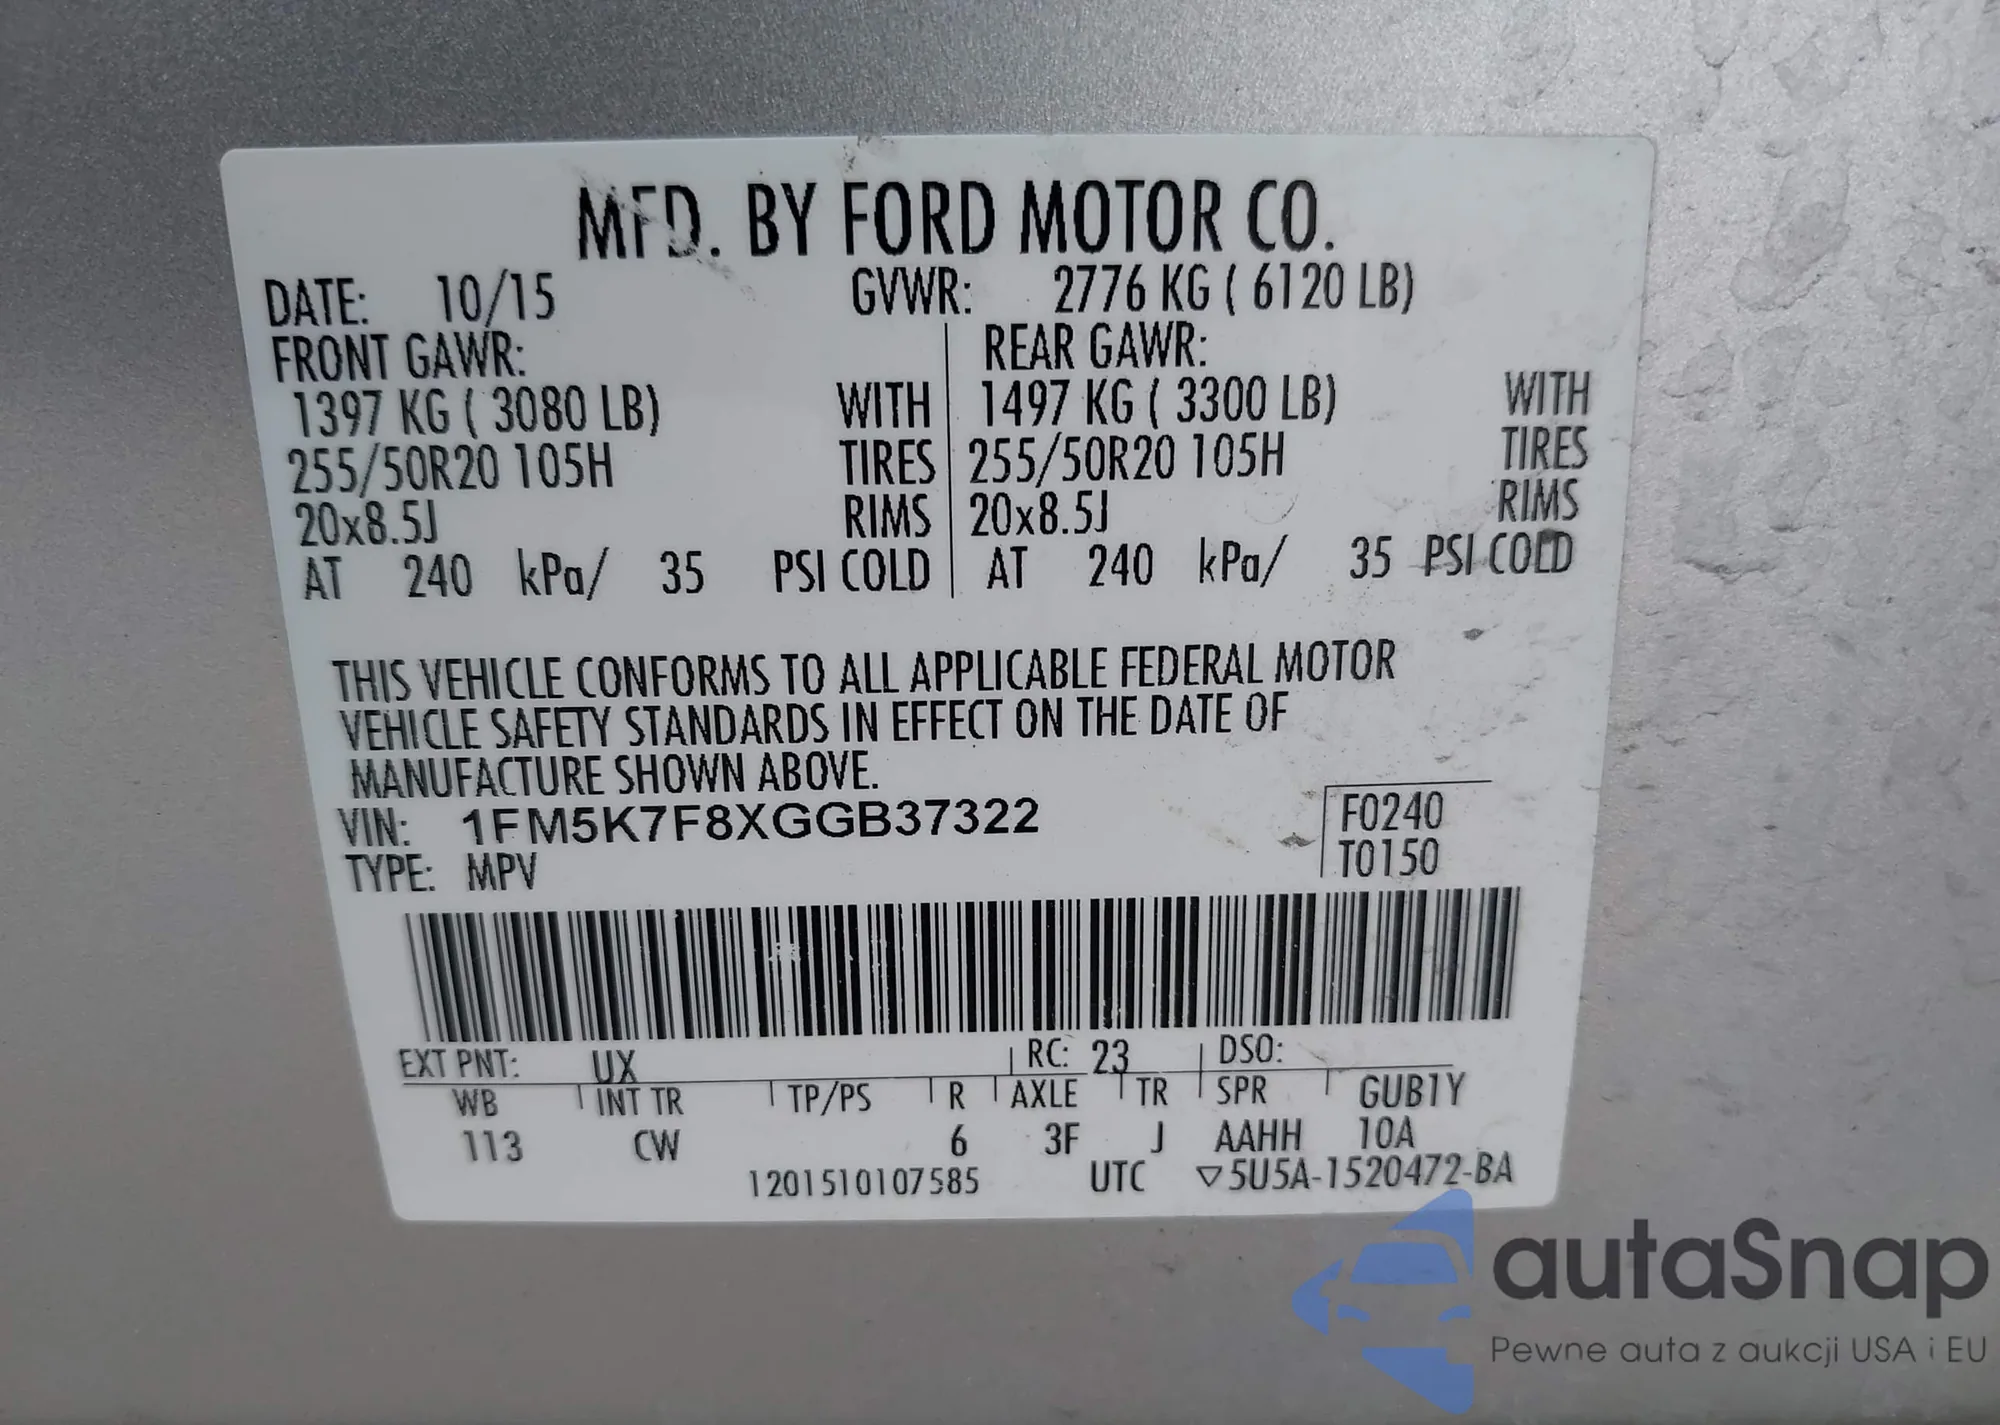 MFD. BY FORD MOTOR CO.
DATE: 10/15 GVWR: 2776 KG ( 6120 LB)
FRONT GAWR: REAR GAWR:
1397 KG ( 3080 LB) WITH 1497 KG ( 3300 LB) WITH
255/50R20 105H TIRES 255/50R20 105H TIRES
20x8.5J RIMS 20x8.5J RIMS
AT 240 kPa/ 35 PSI COLD AT 240 kPa/ 35 PSI COLD
THIS VEHICLE CONFORMS TO ALL APPLICABLE FEDERAL MOTOR
VEHICLE SAFETY STANDARDS IN EFFECT ON THE DATE OF
MANUFACTURE SHOWN ABOVE.
VIN: 1FM5K7F8XGGB37322 F0240
TYPE: MPV T0150
EXT PNT: UX RC: 23 DSO:
WB INT TR TP/PS R AXLE TR SPR GUB1Y
113 CW 6 3F J AAHH 10A
1201510107585 UTC ▽5U5A-1520472-BA
autaSnap
Pewne auta z aukcji USA i EU